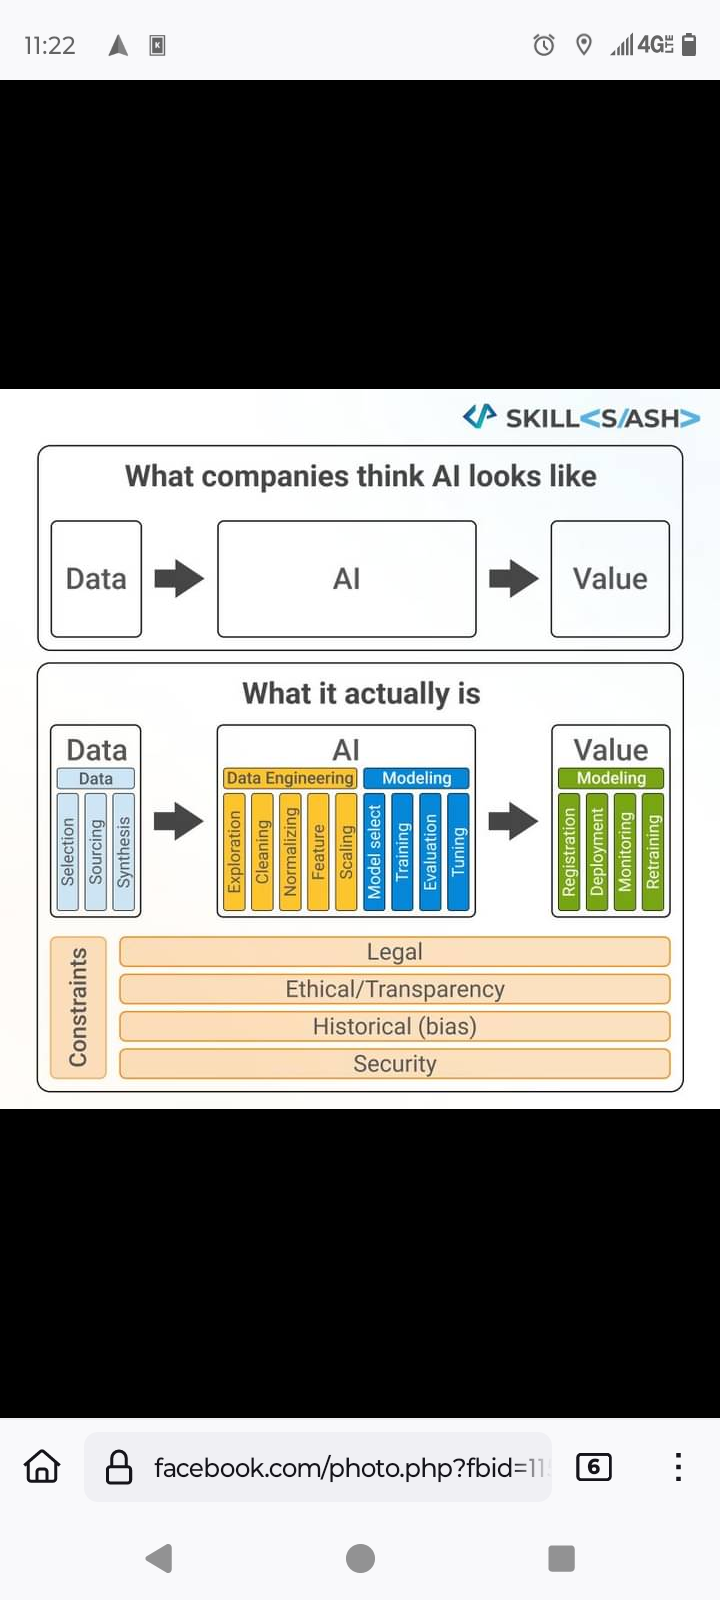 11:22
4G LTE
SKILL<S/ASH>
What companies think AI looks like
Data
AI
Value
What it actually is
Data
Data
Selection
Sourcing
Synthesis
AI
Data Engineering
Exploration
Cleaning
Normalizing
Feature
Scaling
Modeling
Model select
Training
Evaluation
Tuning
Value
Modeling
Registration
Deployment
Monitoring
Retraining
Constraints
Legal
Ethical/Transparency
Historical (bias)
Security
facebook.com/photo.php?fbid=11
6